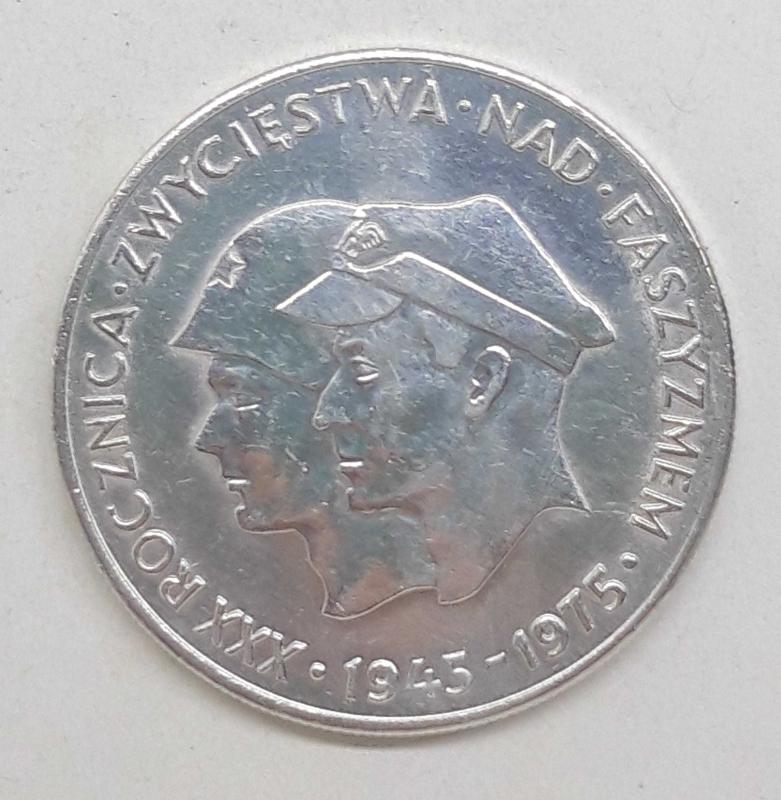 XXX ROCZNICA · ZWYCIĘSTWA · NAD · FASZYZMEM · 1945-1975 ·